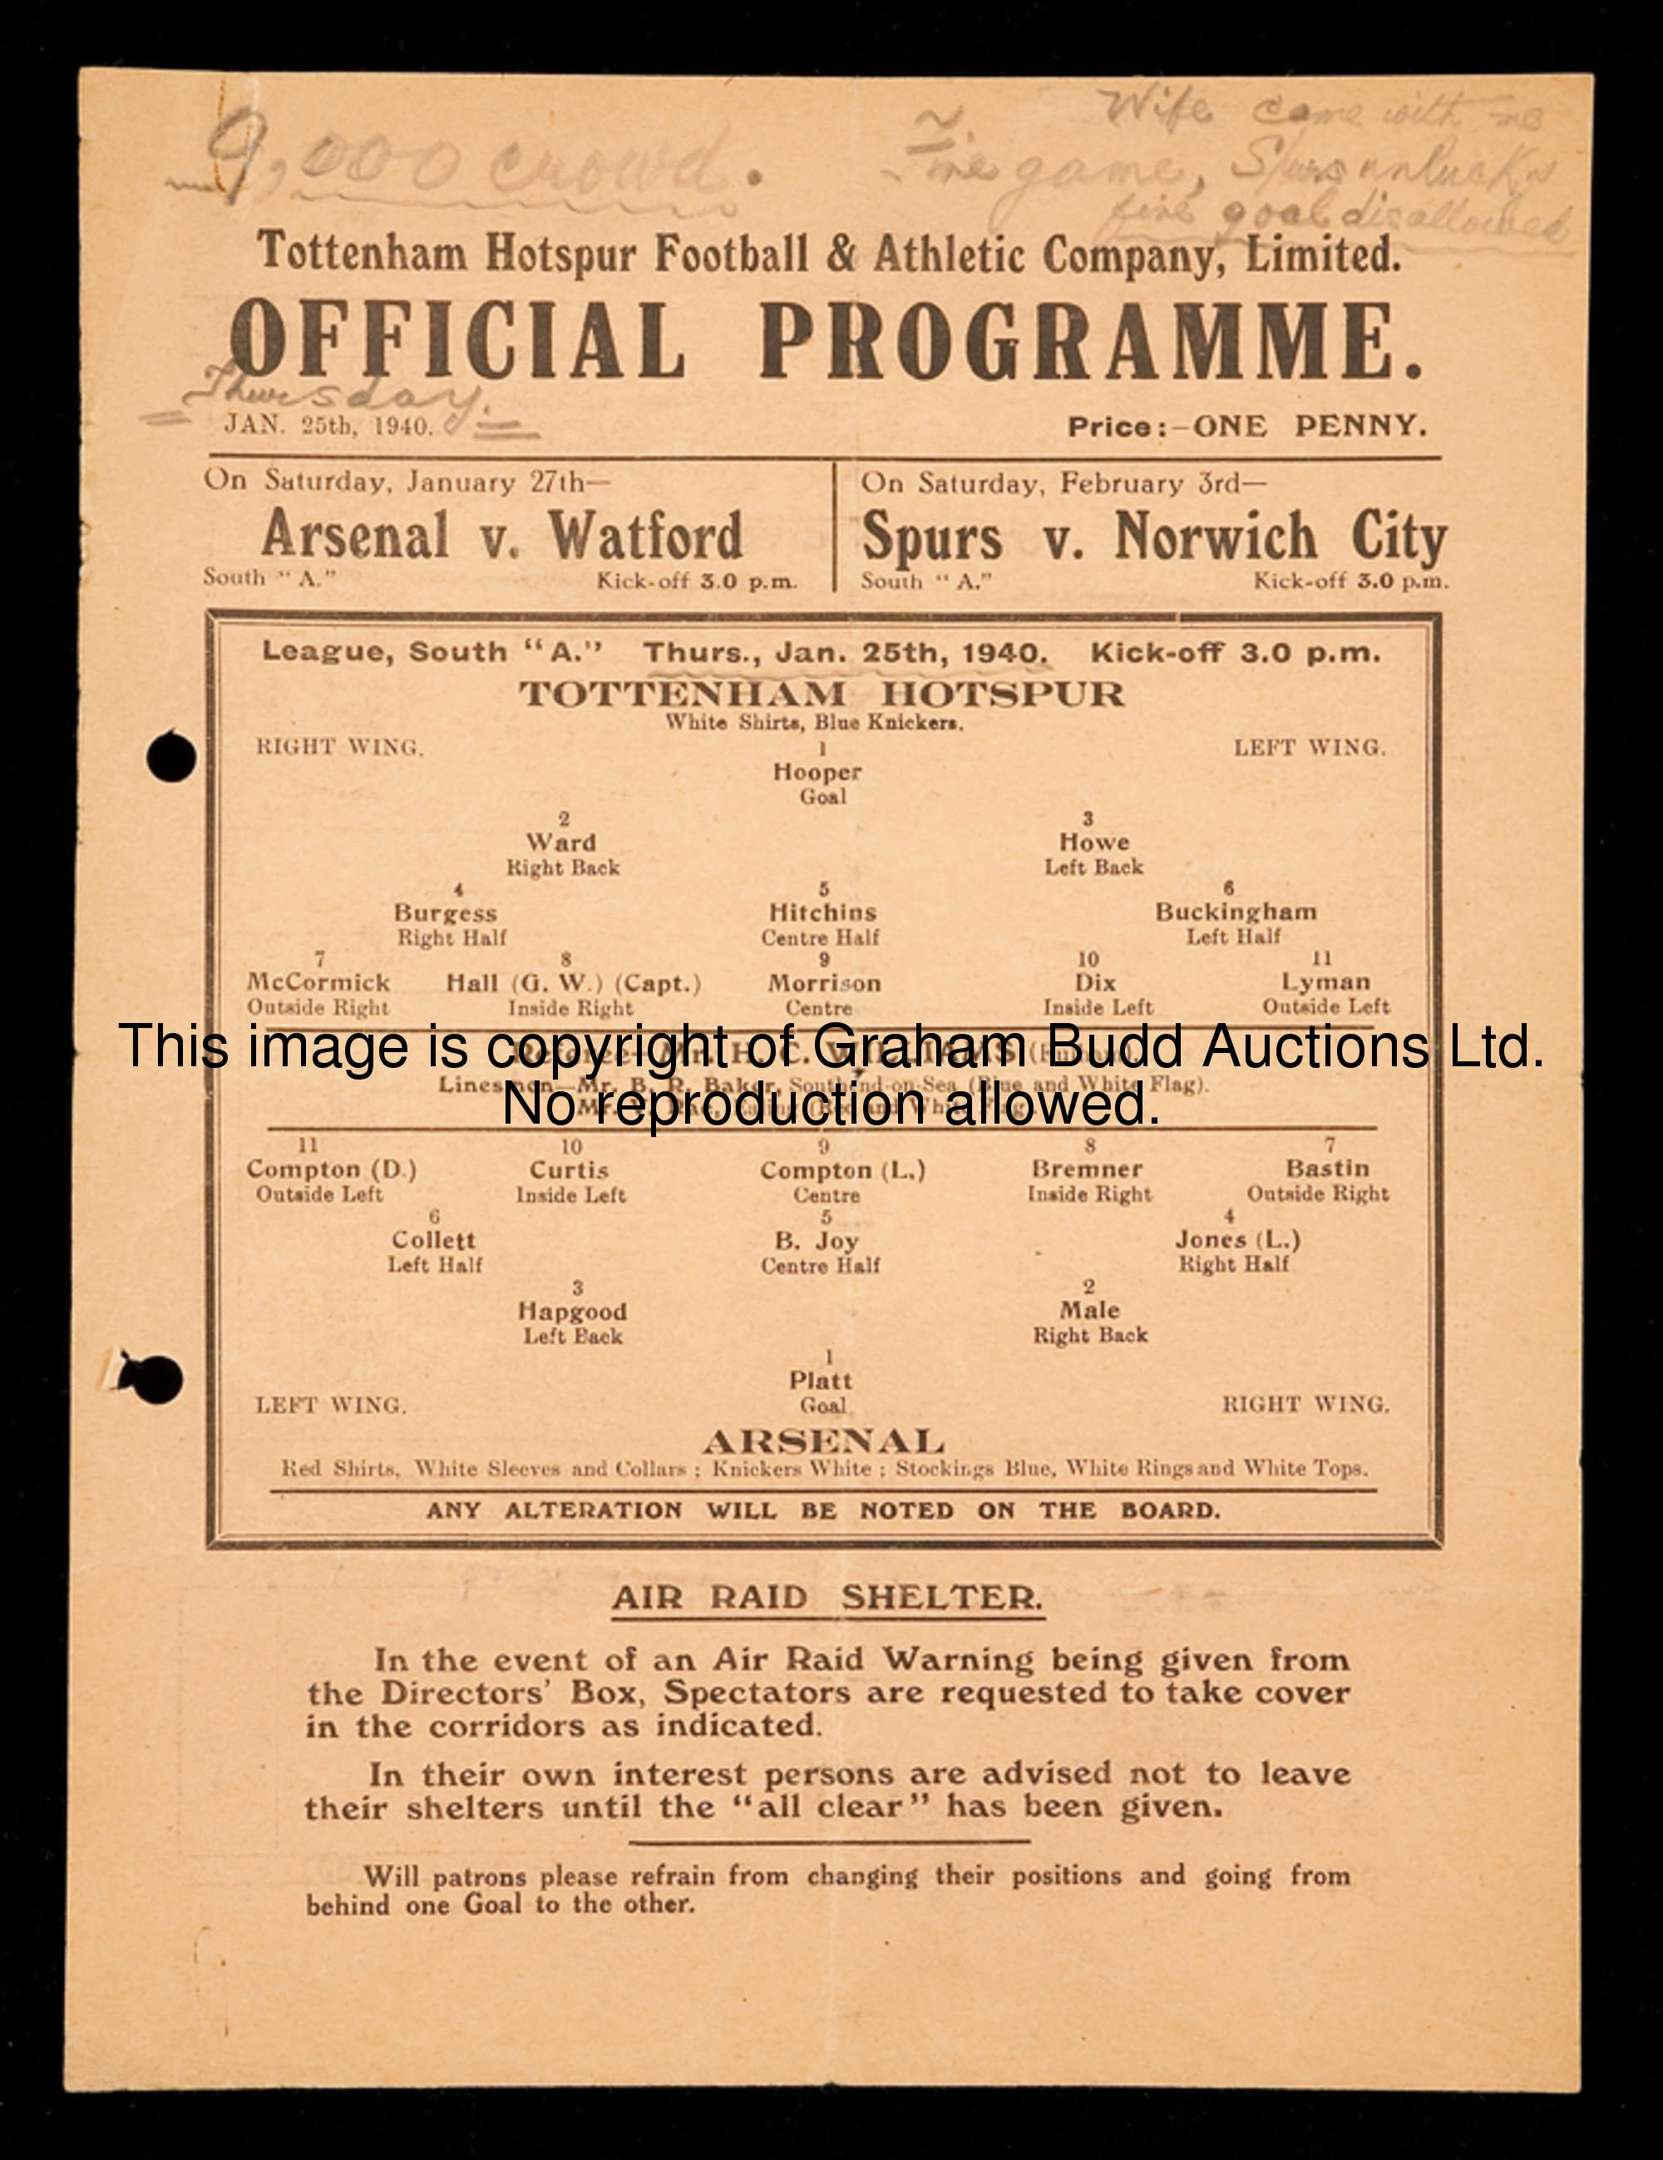 Wife came with me
9,000 crowd. Fine game, Spurs unlucky
fine goal disallowed
Tottenham Hotspur Football & Athletic Company, Limited.
OFFICIAL PROGRAMME.
Thursday.
JAN. 25th, 1940. Price:-ONE PENNY.
On Saturday, January 27th—
Arsenal v. Watford
South "A." Kick-off 3.0 p.m.
On Saturday, February 3rd—
Spurs v. Norwich City
South "A." Kick-off 3.0 p.m.
League, South "A." Thurs., Jan. 25th, 1940. Kick-off 3.0 p.m.
TOTTENHAM HOTSPUR
White Shirts, Blue Knickers.
RIGHT WING. 1 LEFT WING.
Hooper
Goal
2 3
Ward Howe
Right Back Left Back
4 5 6
Burgess Hitchins Buckingham
Right Half Centre Half Left Half
7 8 9 10 11
McCormick Hall (G. W.) (Capt.) Morrison Dix Lyman
Outside Right Inside Right Centre Inside Left Outside Left
This image is copyright of Graham Budd Auctions Ltd.
No reproduction allowed.
Referee—Mr. H. C. WILLIAMS
Linesmen—Mr. B. R. Baker, Southend-on-Sea (Blue and White Flag).
11 10 9 8 7
Compton (D.) Curtis Compton (L.) Bremner Bastin
Outside Left Inside Left Centre Inside Right Outside Right
6 5 4
Collett B. Joy Jones (L.)
Left Half Centre Half Right Half
3 2
Hapgood Male
Left Back Right Back
1
Platt
LEFT WING. Goal RIGHT WING.
ARSENAL
Red Shirts, White Sleeves and Collars ; Knickers White ; Stockings Blue, White Rings and White Tops.
ANY ALTERATION WILL BE NOTED ON THE BOARD.
AIR RAID SHELTER.
In the event of an Air Raid Warning being given from
the Directors' Box, Spectators are requested to take cover
in the corridors as indicated.
In their own interest persons are advised not to leave
their shelters until the "all clear" has been given.
Will patrons please refrain from changing their positions and going from
behind one Goal to the other.